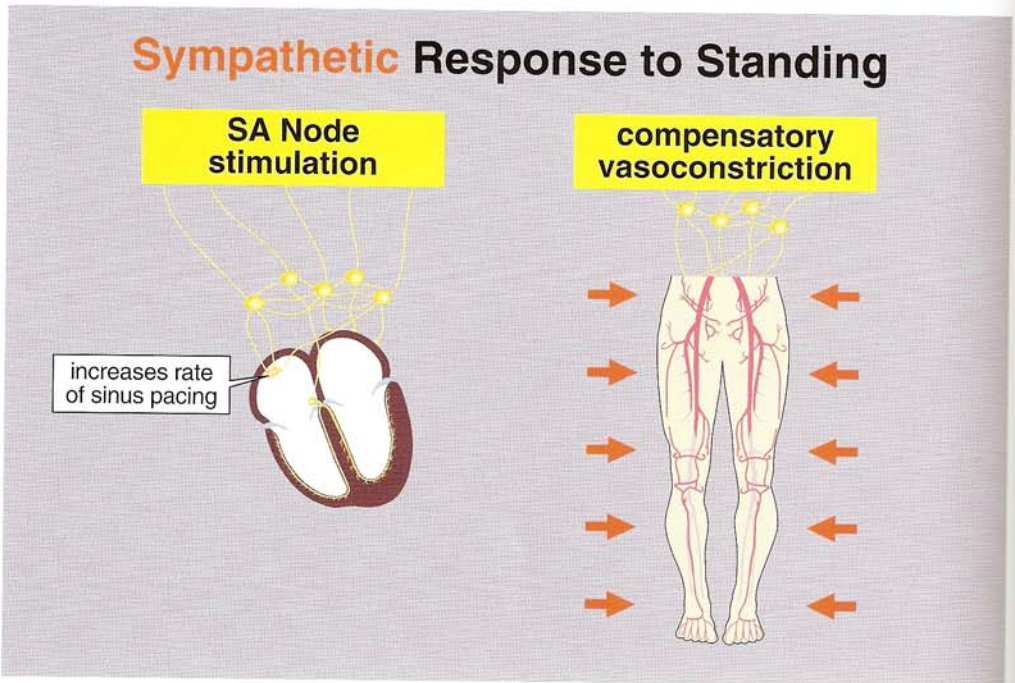 Sympathetic Response to Standing
SA Node
stimulation
compensatory
vasoconstriction
increases rate
of sinus pacing